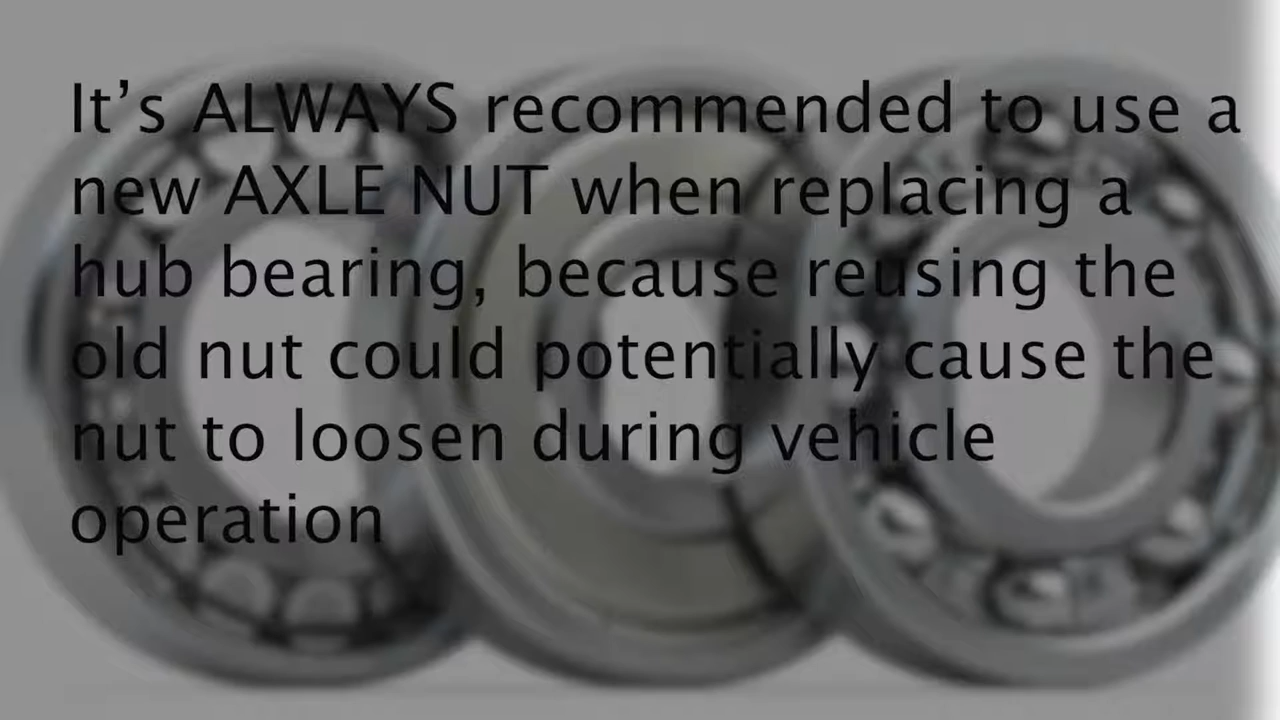 It’s ALWAYS recommended to use a
new AXLE NUT when replacing a
hub bearing, because reusing the
old nut could potentially cause the
nut to loosen during vehicle
operation